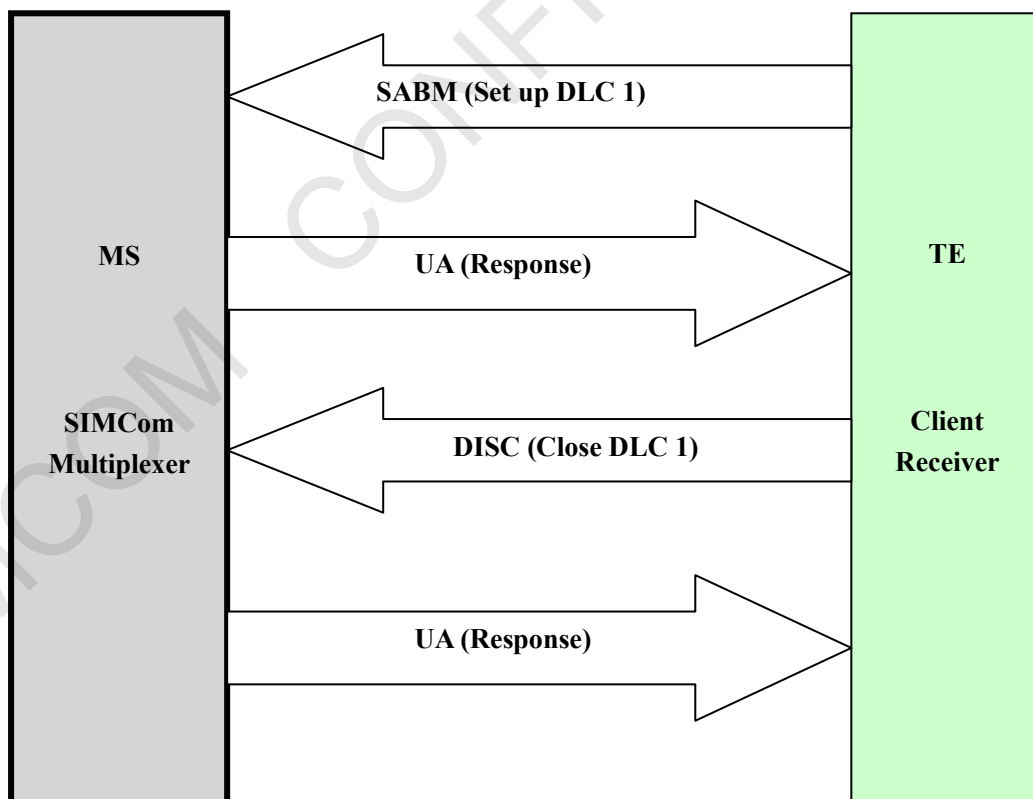 SABM (Set up DLC 1)
MS
UA (Response)
TE
SIMCom
Multiplexer
DISC (Close DLC 1)
Client
Receiver
UA (Response)